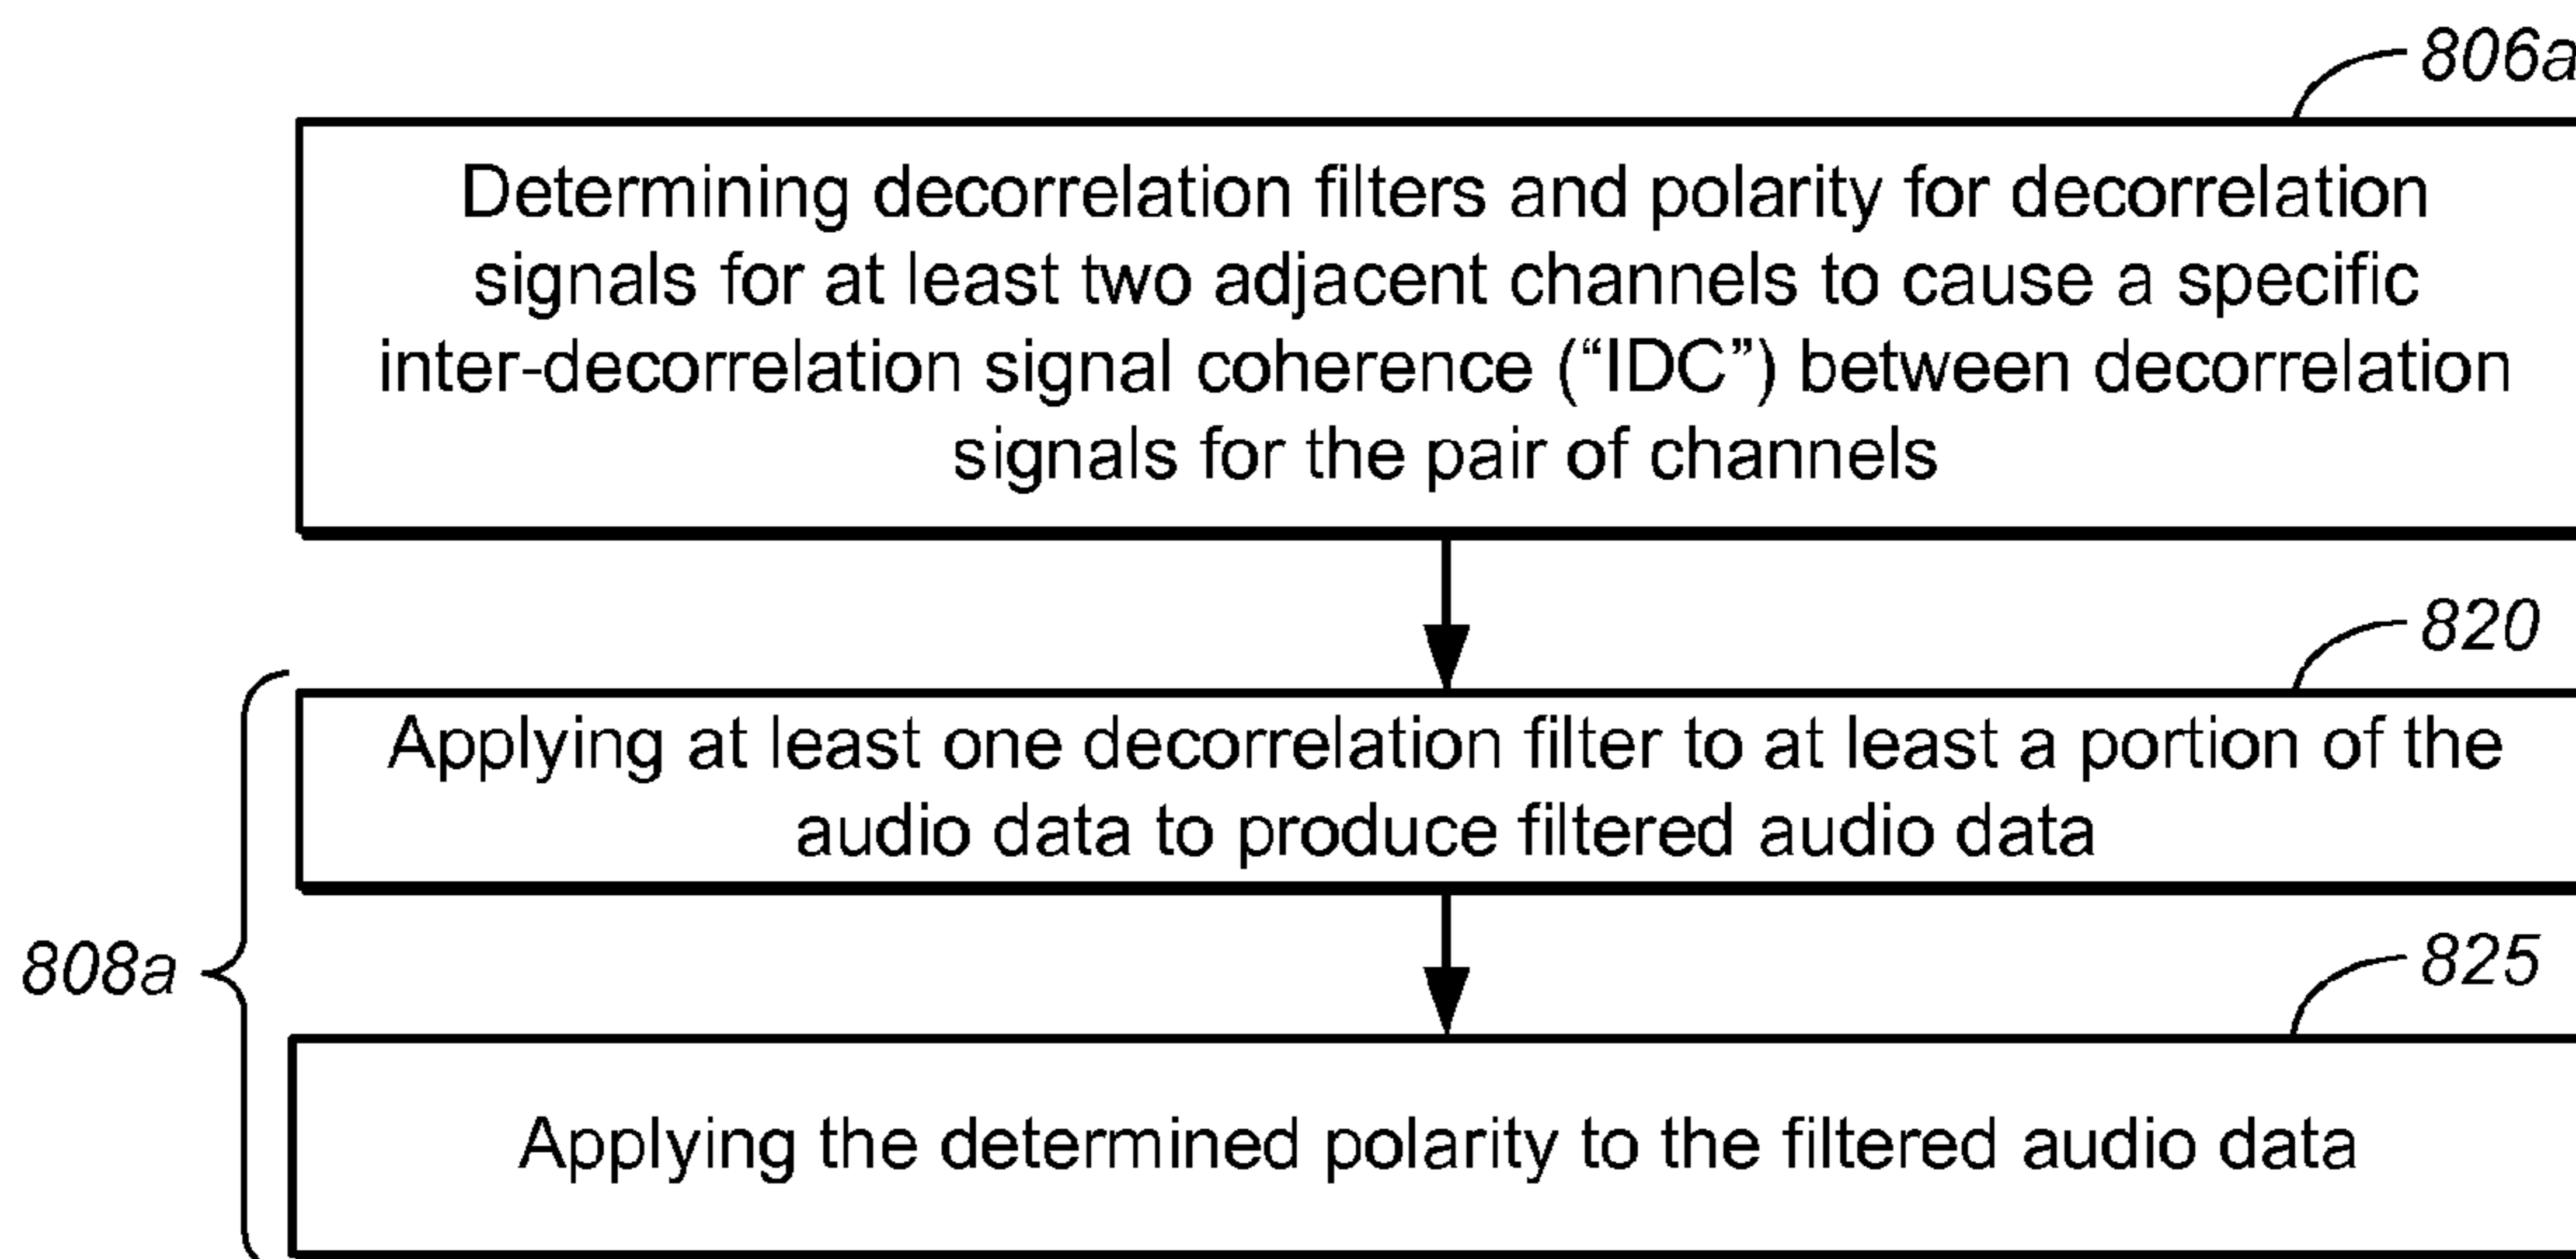 806a
Determining decorrelation filters and polarity for decorrelation
signals for at least two adjacent channels to cause a specific
inter-decorrelation signal coherence (“IDC”) between decorrelation
signals for the pair of channels
820
Applying at least one decorrelation filter to at least a portion of the
audio data to produce filtered audio data
808a
825
Applying the determined polarity to the filtered audio data